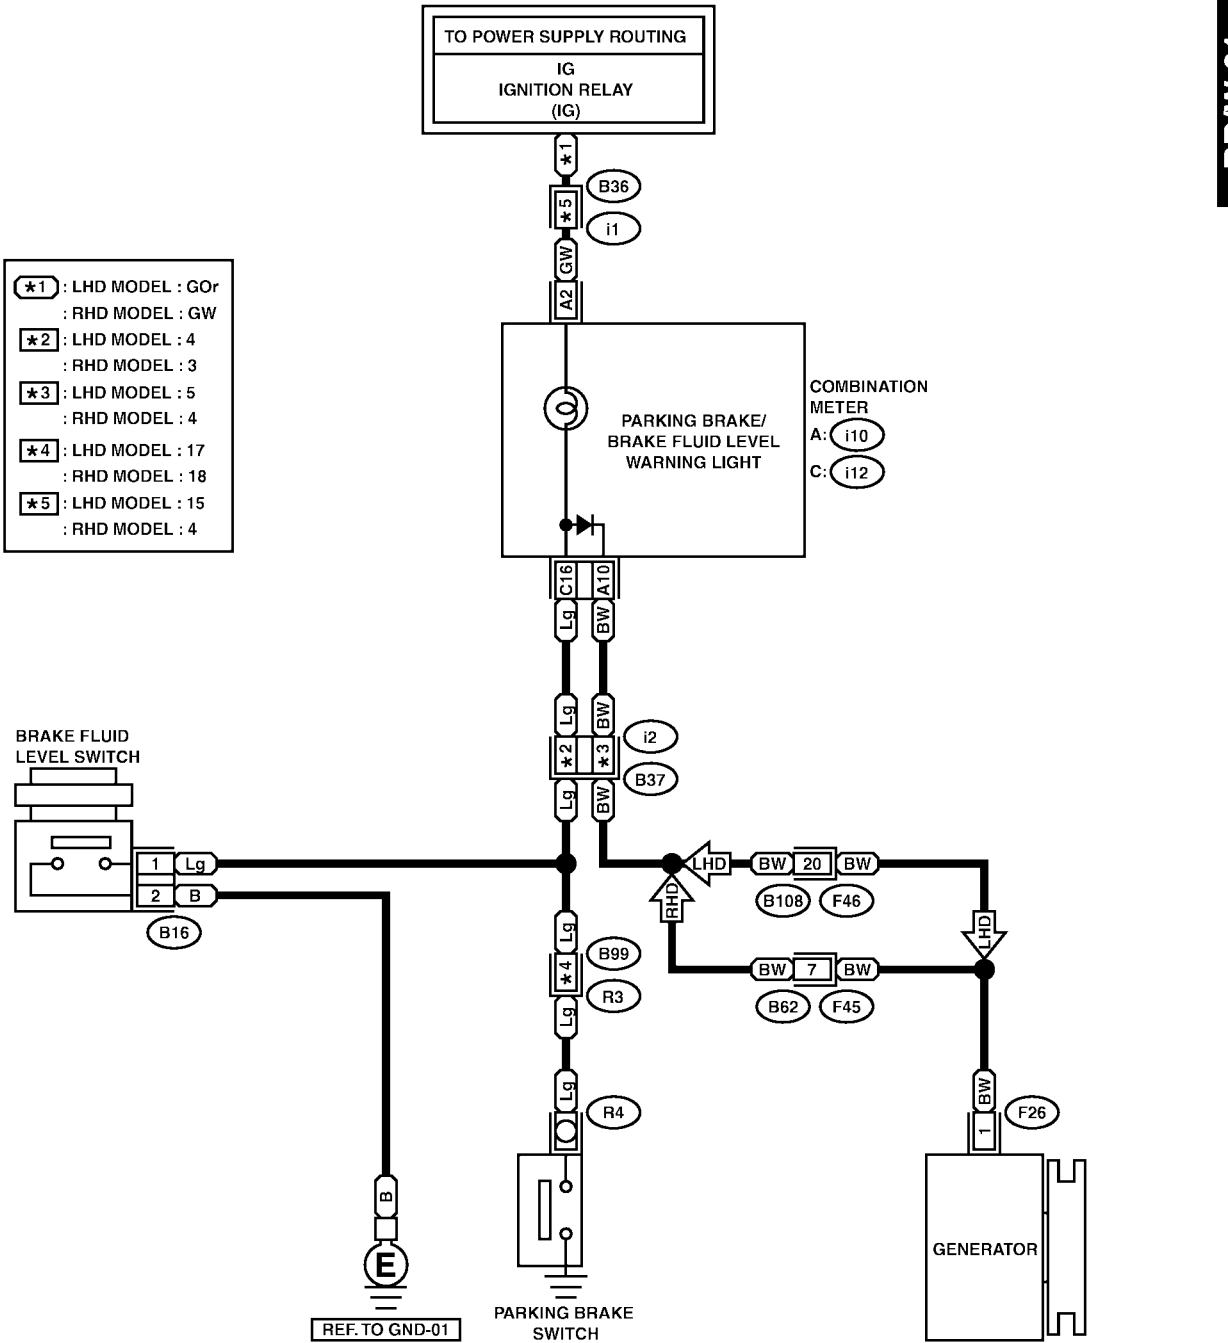 TO POWER SUPPLY ROUTING
IG
IGNITION RELAY
(IG)
*1
B36
*5
i1
GW
A2
*1 : LHD MODEL : GOr
: RHD MODEL : GW
*2 : LHD MODEL : 4
: RHD MODEL : 3
*3 : LHD MODEL : 5
: RHD MODEL : 4
*4 : LHD MODEL : 17
: RHD MODEL : 18
*5 : LHD MODEL : 15
: RHD MODEL : 4
PARKING BRAKE/
BRAKE FLUID LEVEL
WARNING LIGHT
COMBINATION
METER
A: i10
C: i12
C16 A10
Lg BW
Lg BW
*2 *3
i2
B37
Lg BW
BRAKE FLUID
LEVEL SWITCH
1 Lg
2 B
B16
LHD BW 20 BW
B108 F46
RHD
LHD
BW 7 BW
B62 F45
Lg
B99
*4
R3
Lg
Lg
R4
BW
F26
1
GENERATOR
B
E
REF. TO GND-01
PARKING BRAKE
SWITCH